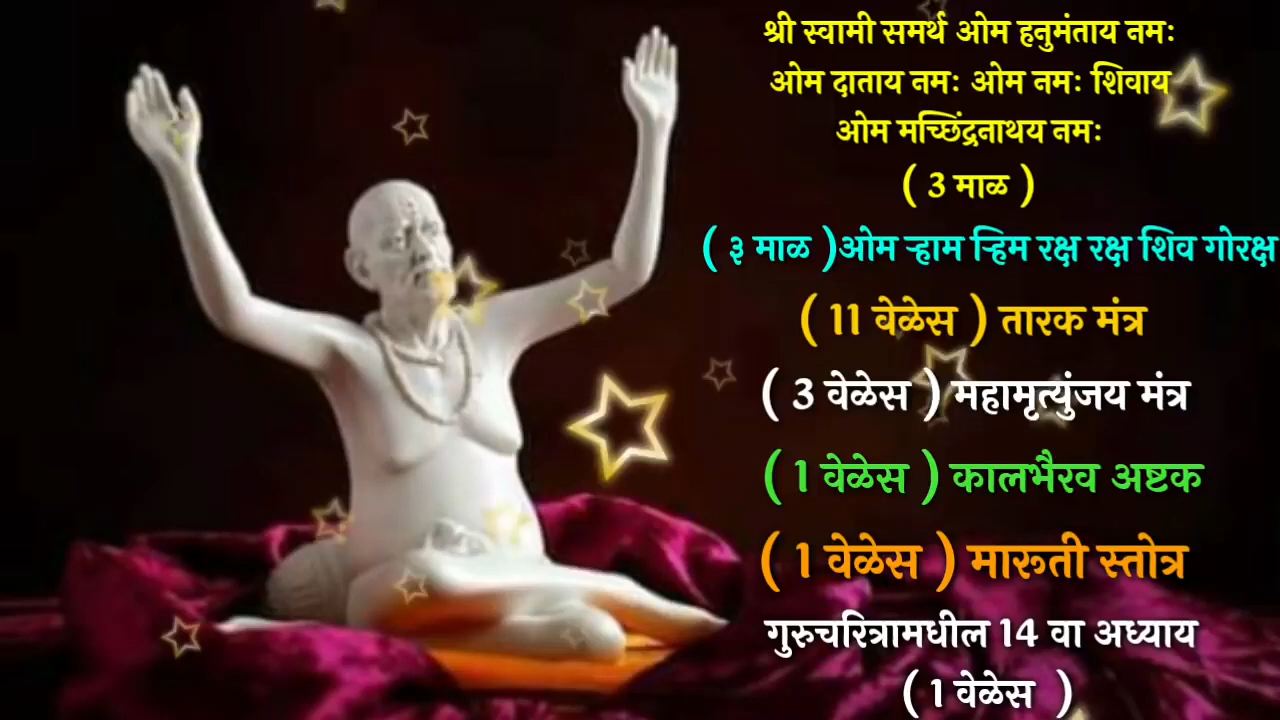 श्री स्वामी समर्थ ओम हनुमंताय नमः
ओम दाताय नमः ओम नमः शिवाय
ओम मच्छिंद्रनाथय नमः
( 3 माळ )
( ३ माळ )ओम ऱ्हाम ऱ्हिम रक्ष रक्ष शिव गोरक्ष
( 11 वेळेस ) तारक मंत्र
( 3 वेळेस ) महामृत्युंजय मंत्र
( 1 वेळेस ) कालभैरव अष्टक
( 1 वेळेस ) मारूती स्तोत्र
गुरुचरित्रामधील 14 वा अध्याय
( 1 वेळेस )